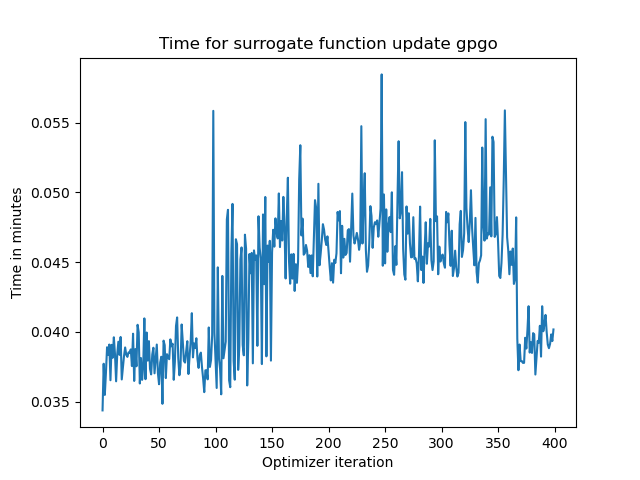 Time for surrogate function update gpgo
0.055
0.050
0.045
0.040
0.035
Time in minutes
0 50 100 150 200 250 300 350 400
Optimizer iteration